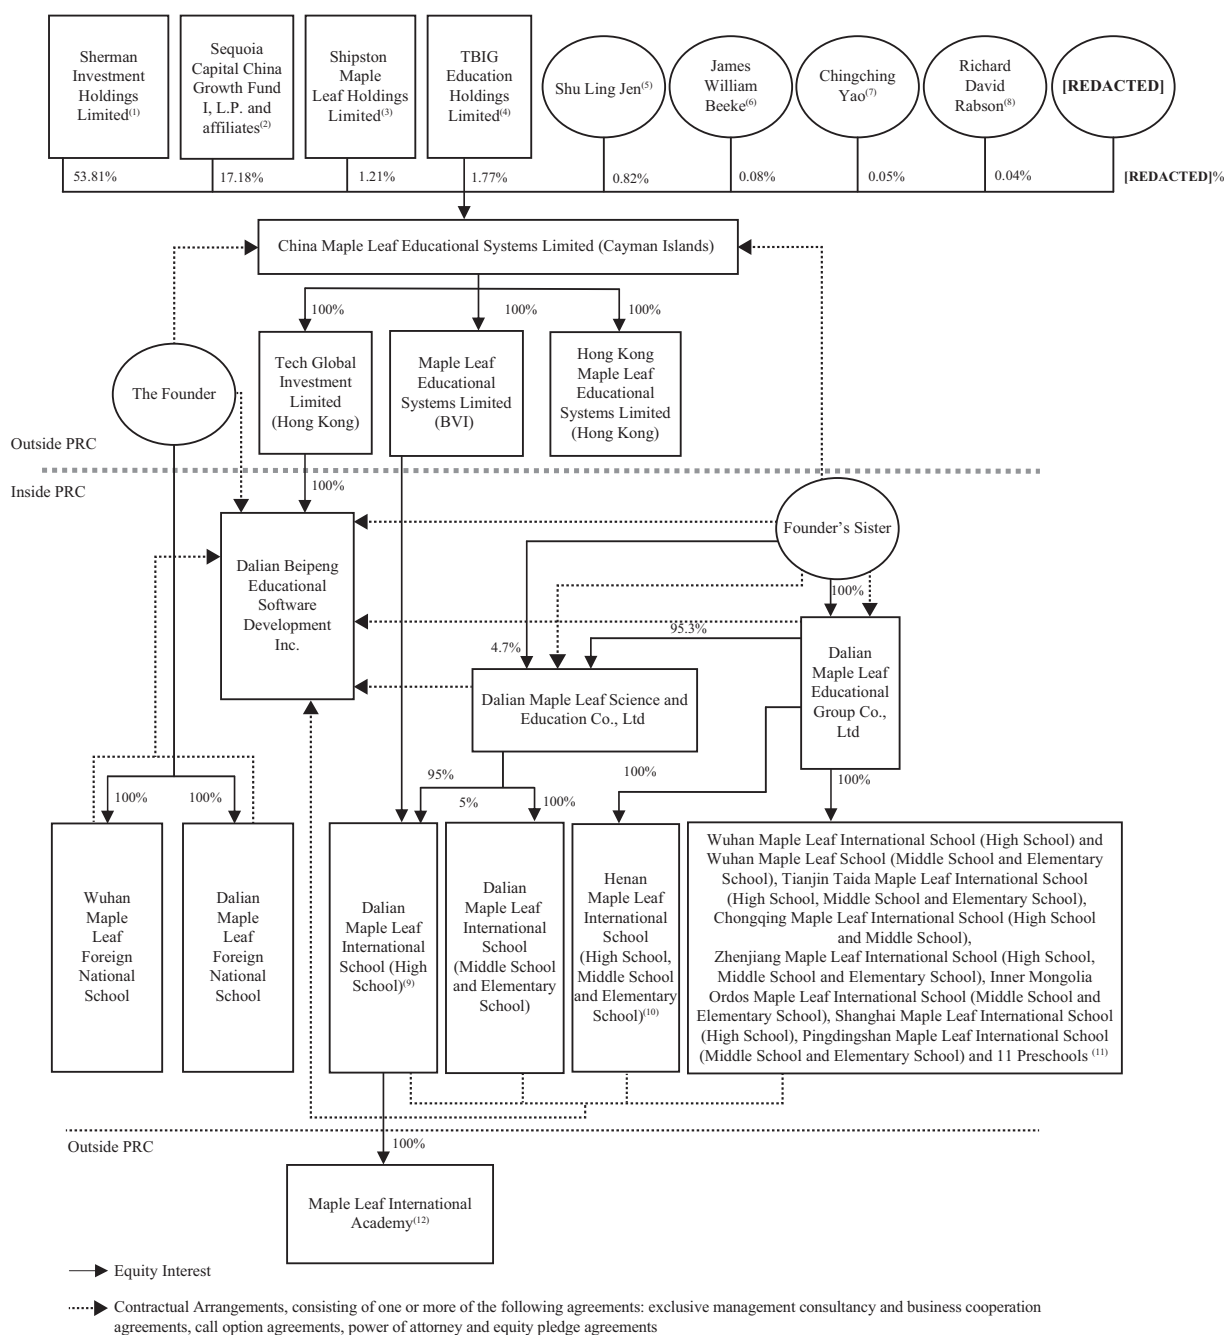 Sherman
Investment
Holdings
Limited(1)
Sequoia
Capital China
Growth Fund
I, L.P. and
affiliates(2)
Shipston
Maple
Leaf Holdings
Limited(3)
TBIG
Education
Holdings
Limited(4)
Shu Ling Jen(5)
James
William
Beeke(6)
Chingching
Yao(7)
Richard
David
Rabson(8)
[REDACTED]
53.81%
17.18%
1.21%
1.77%
0.82%
0.08%
0.05%
0.04%
[REDACTED]%
China Maple Leaf Educational Systems Limited (Cayman Islands)
100%
100%
100%
The Founder
Tech Global
Investment
Limited
(Hong Kong)
Maple Leaf
Educational
Systems Limited
(BVI)
Hong Kong
Maple Leaf
Educational
Systems Limited
(Hong Kong)
Outside PRC
Inside PRC
100%
Founder's Sister
Dalian Beipeng
Educational
Software
Development
Inc.
100%
95.3%
4.7%
Dalian Maple Leaf Science and
Education Co., Ltd
Dalian
Maple Leaf
Educational
Group Co.,
Ltd
95%
100%
100%
100%
100%
5%
100%
Wuhan
Maple
Leaf
Foreign
National
School
Dalian
Maple
Leaf
Foreign
National
School
Dalian
Maple Leaf
International
School (High
School)(9)
Dalian
Maple Leaf
International
School
(Middle School
and Elementary
School)
Henan
Maple Leaf
International
School
(High School,
Middle School
and Elementary
School)(10)
Wuhan Maple Leaf International School (High School) and
Wuhan Maple Leaf School (Middle School and Elementary
School), Tianjin Taida Maple Leaf International School
(High School, Middle School and Elementary School),
Chongqing Maple Leaf International School (High School
and Middle School),
Zhenjiang Maple Leaf International School (High School,
Middle School and Elementary School), Inner Mongolia
Ordos Maple Leaf International School (Middle School and
Elementary School), Shanghai Maple Leaf International School
(High School), Pingdingshan Maple Leaf International School
(Middle School and Elementary School) and 11 Preschools (11)
Outside PRC
100%
Maple Leaf International
Academy(12)
Equity Interest
Contractual Arrangements, consisting of one or more of the following agreements: exclusive management consultancy and business cooperation
agreements, call option agreements, power of attorney and equity pledge agreements